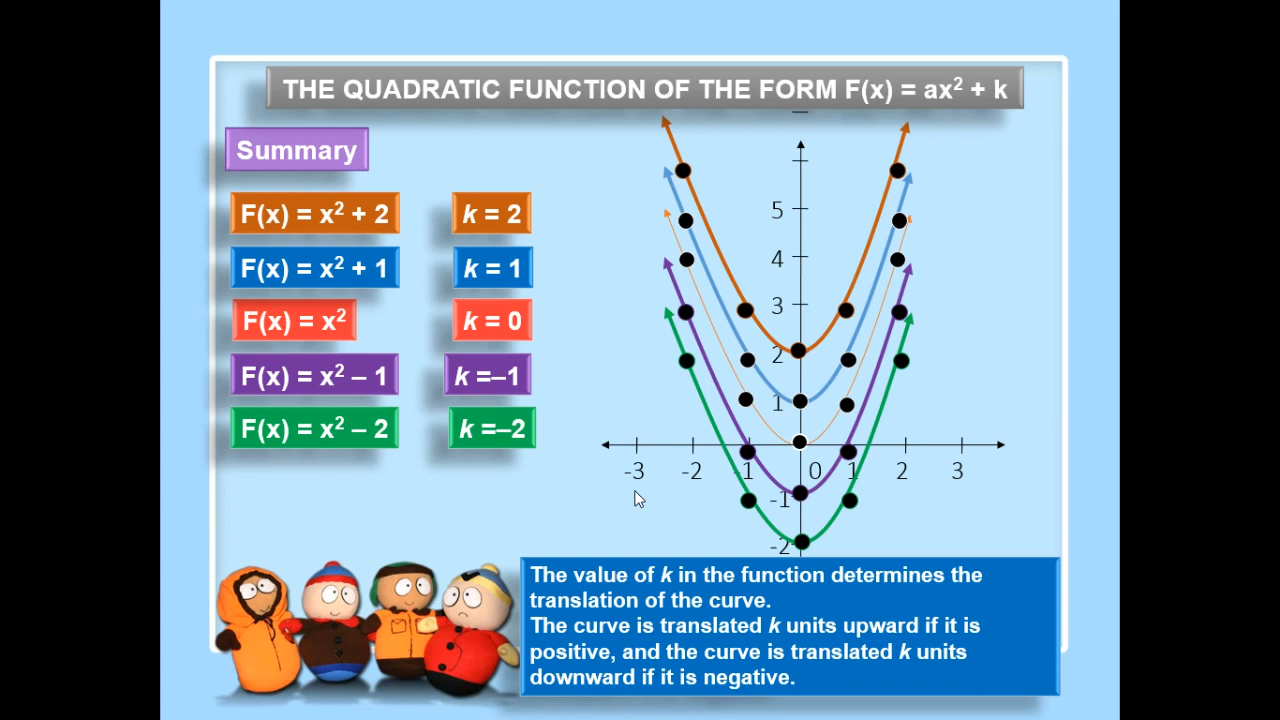 THE QUADRATIC FUNCTION OF THE FORM F(x) = ax² + k
Summary
F(x) = x² + 2
k = 2
F(x) = x² + 1
k = 1
F(x) = x²
k = 0
F(x) = x² – 1
k =–1
F(x) = x² – 2
k =–2
5
4
3
2
1
-3 -2 -1 0 1 2 3
-1
-2
The value of k in the function determines the
translation of the curve.
The curve is translated k units upward if it is
positive, and the curve is translated k units
downward if it is negative.